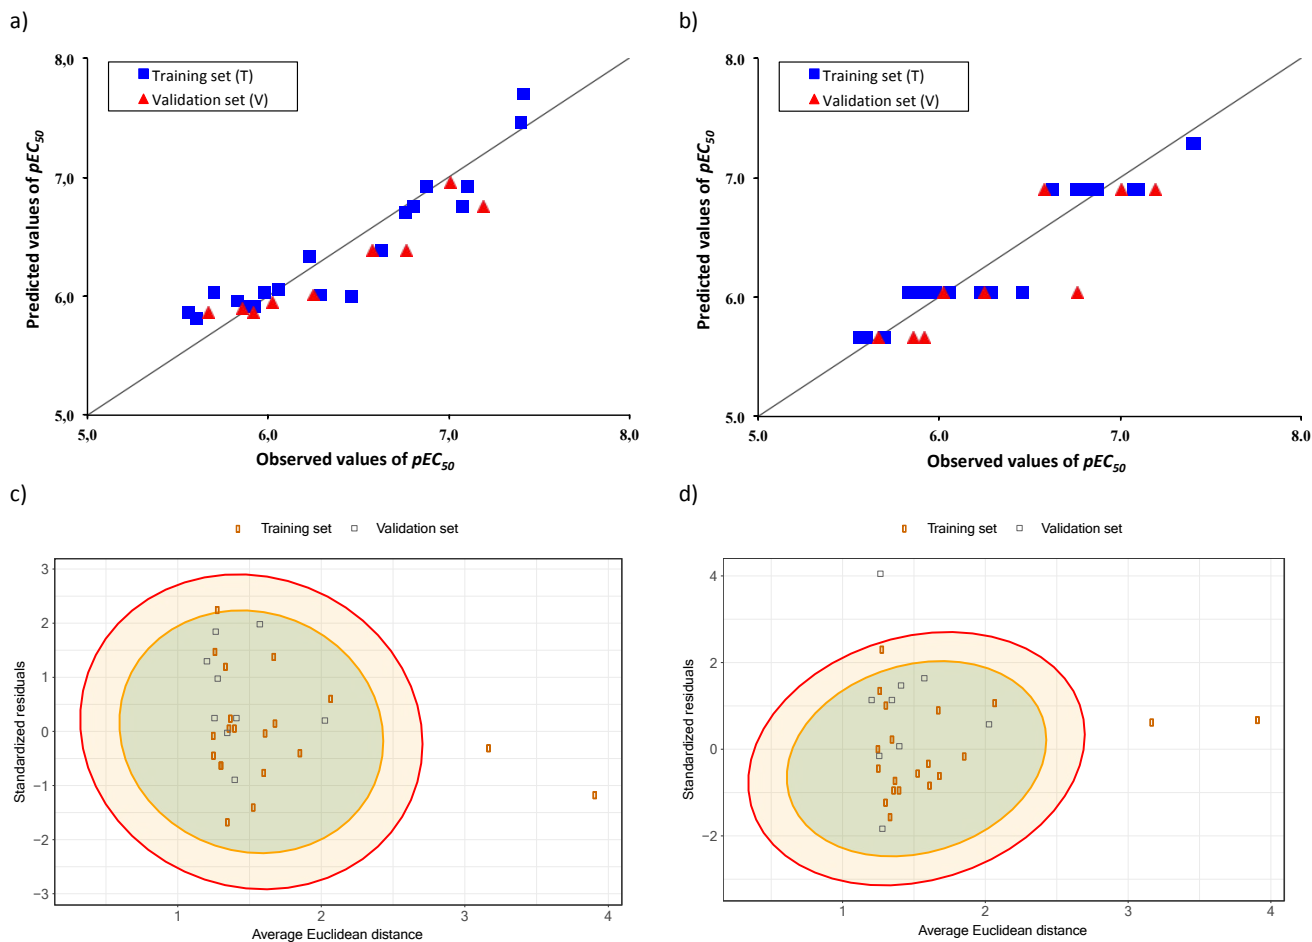 a)
8,0
7,0
6,0
5,0
Training set (T)
Validation set (V)
Predicted values of pEC50
5,0 6,0 7,0 8,0
Observed values of pEC50
b)
8.0
7.0
6.0
5.0
Training set (T)
Validation set (V)
Predicted values of pEC50
5.0 6.0 7.0 8.0
Observed values of pEC50
c)
Training set Validation set
3
2
1
0
−1
−2
−3
Standardized residuals
1 2 3 4
Average Euclidean distance
d)
Training set Validation set
4
2
0
−2
Standardized residuals
1 2 3 4
Average Euclidean distance